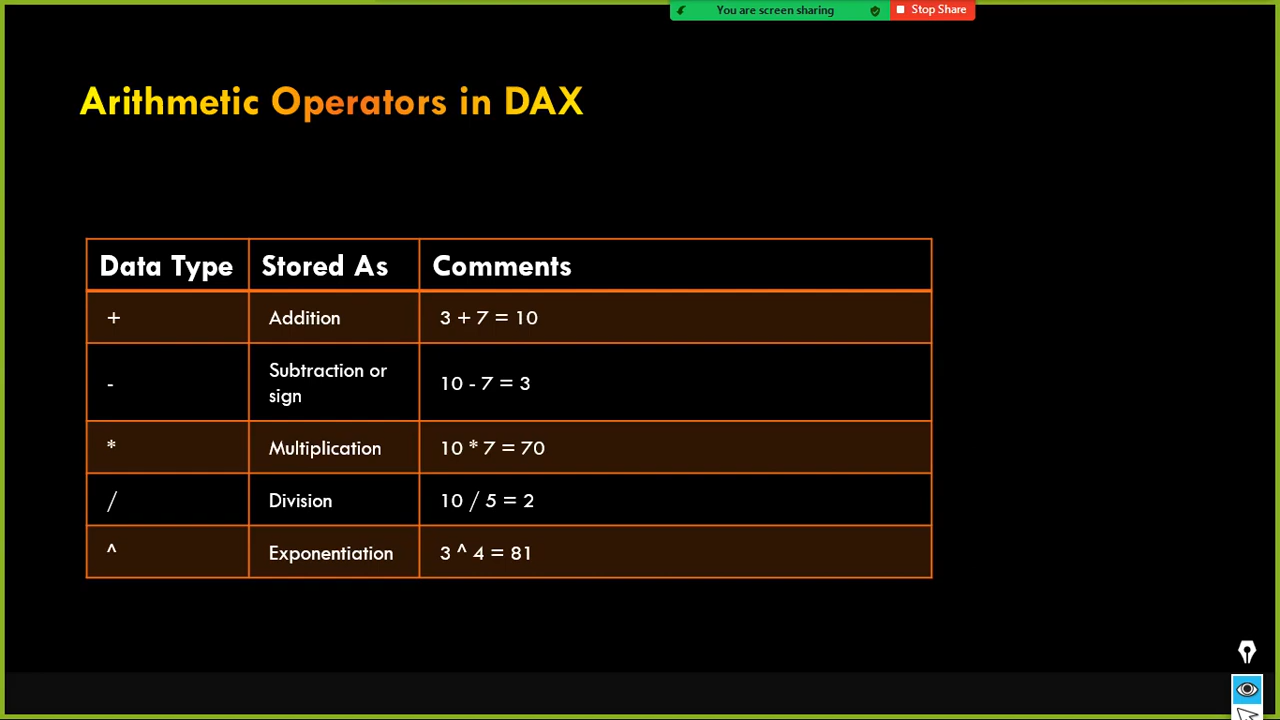 You are screen sharing
Stop Share
Arithmetic Operators in DAX
Data Type Stored As Comments
+ Addition 3 + 7 = 10
- Subtraction or sign 10 - 7 = 3
* Multiplication 10 * 7 = 70
/ Division 10 / 5 = 2
^ Exponentiation 3 ^ 4 = 81